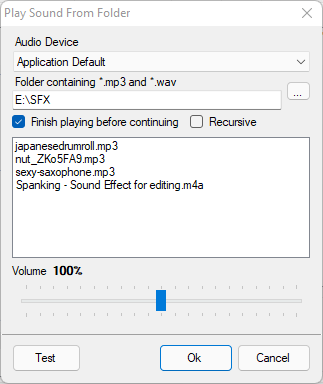 Play Sound From Folder
Audio Device
Application Default
Folder containing *.mp3 and *.wav
E:\SFX
...
Finish playing before continuing
Recursive
japanesedrumroll.mp3
nut_ZKo5FA9.mp3
sexy-saxophone.mp3
Spanking - Sound Effect for editing.m4a
Volume 100%
Test
Ok
Cancel